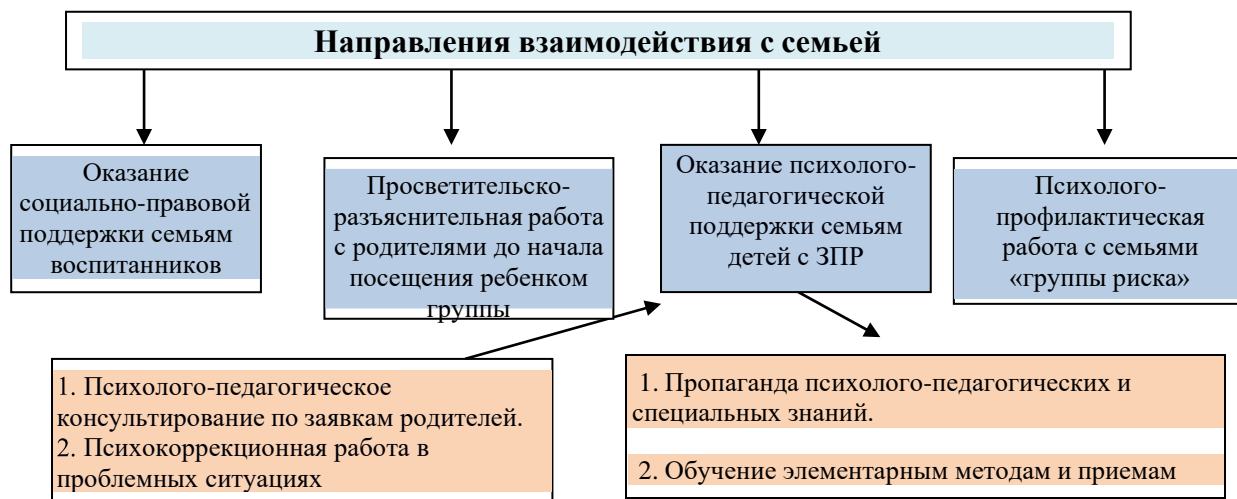 Направления взаимодействия с семьей
Оказание
социально-правовой
поддержки семьям
воспитанников
Просветительско-
разъяснительная работа
с родителями до начала
посещения ребенком
группы
Оказание психолого-
педагогической
поддержки семьям
детей с ЗПР
Психолого-
профилактическая
работа с семьями
«группы риска»
1. Психолого-педагогическое
консультирование по заявкам родителей.
2. Психокоррекционная работа в
проблемных ситуациях
1. Пропаганда психолого-педагогических и
специальных знаний.
2. Обучение элементарным методам и приемам